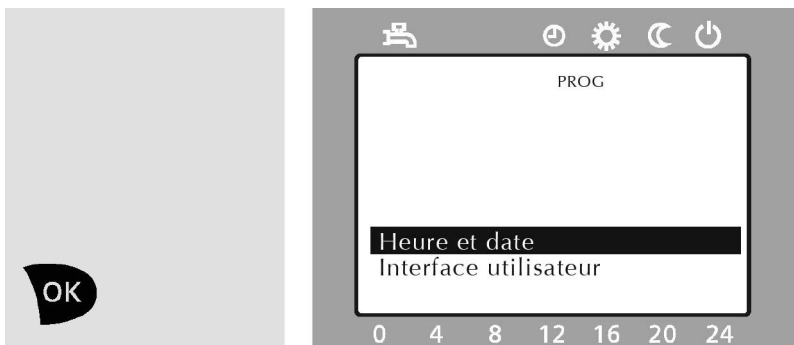 PROG
Heure et date
Interface utilisateur
OK
0 4 8 12 16 20 24